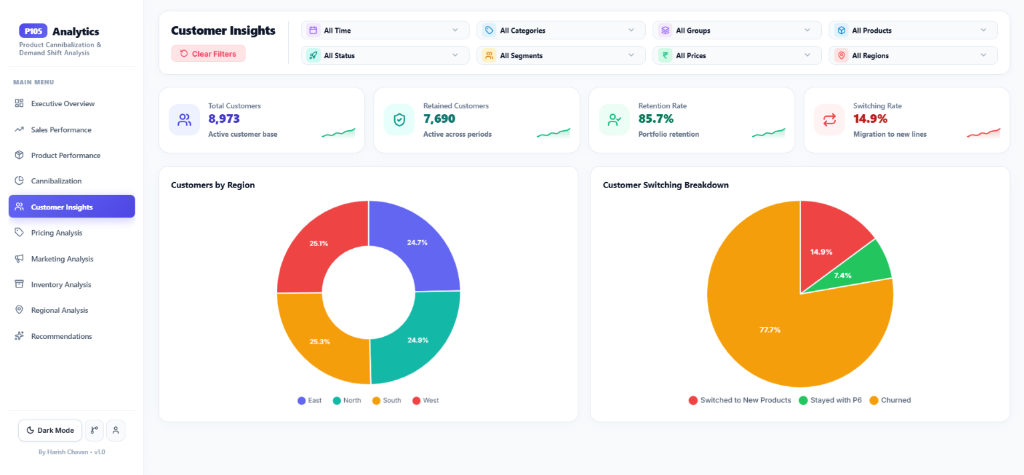 P105 Analytics
Product Cannibalization &
Demand Shift Analysis
MAIN MENU
Executive Overview
Sales Performance
Product Performance
Cannibalization
Customer Insights
Pricing Analysis
Marketing Analysis
Inventory Analysis
Regional Analysis
Recommendations
Dark Mode
By Harish Chavan • v1.0
Customer Insights
Clear Filters
All Time
All Categories
All Groups
All Products
All Status
All Segments
₹ All Prices
All Regions
Total Customers
8,973
Active customer base
Retained Customers
7,690
Active across periods
Retention Rate
85.7%
Portfolio retention
Switching Rate
14.9%
Migration to new lines
Customers by Region
25.1%
24.7%
25.3%
24.9%
East
North
South
West
Customer Switching Breakdown
14.9%
7.4%
77.7%
Switched to New Products
Stayed with P6
Churned